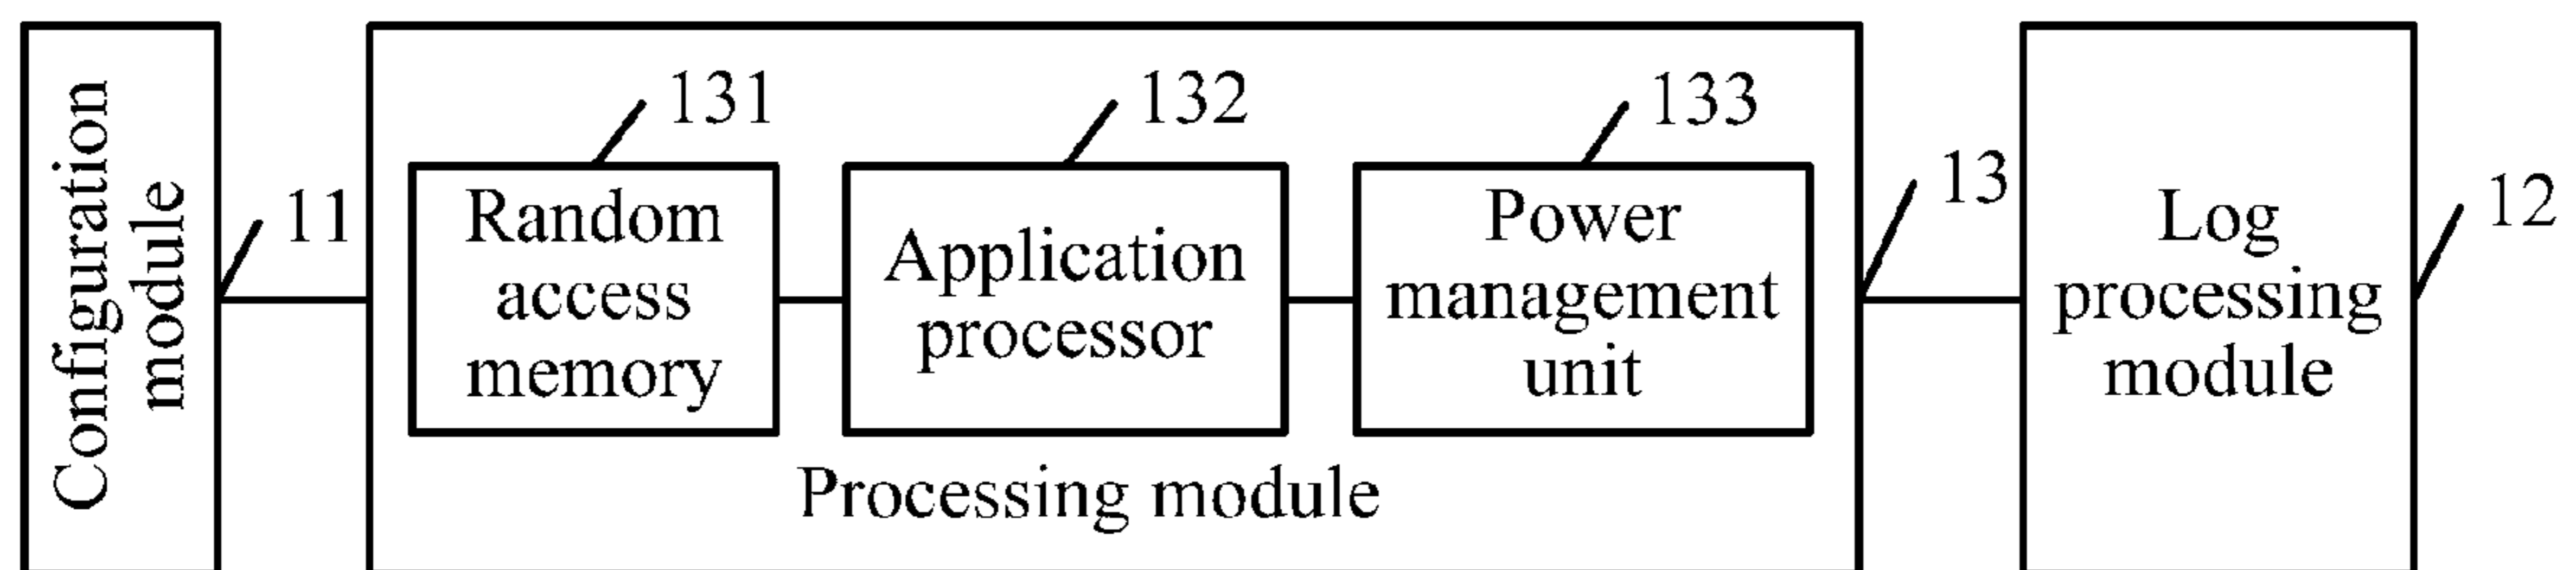 Configuration
module
11
131
Random
access
memory
132
Application
processor
133
Power
management
unit
Processing module
13
Log
processing
module
12